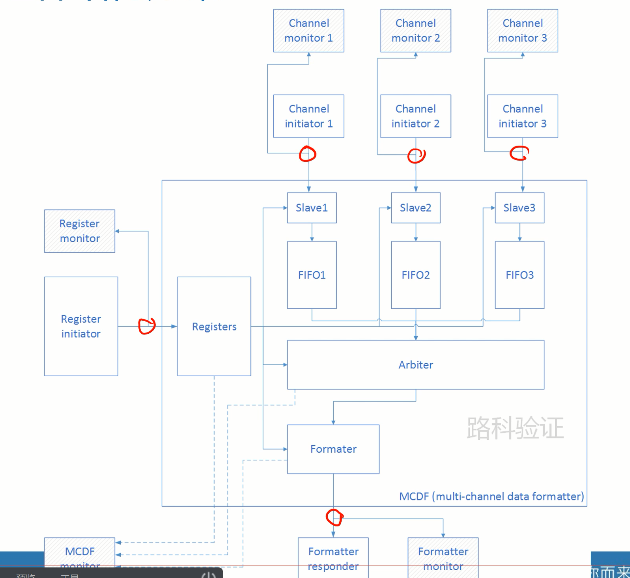 Channel
monitor 1
Channel
monitor 2
Channel
monitor 3
Channel
initiator 1
Channel
initiator 2
Channel
initiator 3
Slave1
Slave2
Slave3
Register
monitor
FIFO1
FIFO2
FIFO3
Register
initiator
Registers
Arbiter
路科验证
Formater
MCDF (multi-channel data formatter)
MCDF
monitor
Formatter
responder
Formatter
monitor
而来